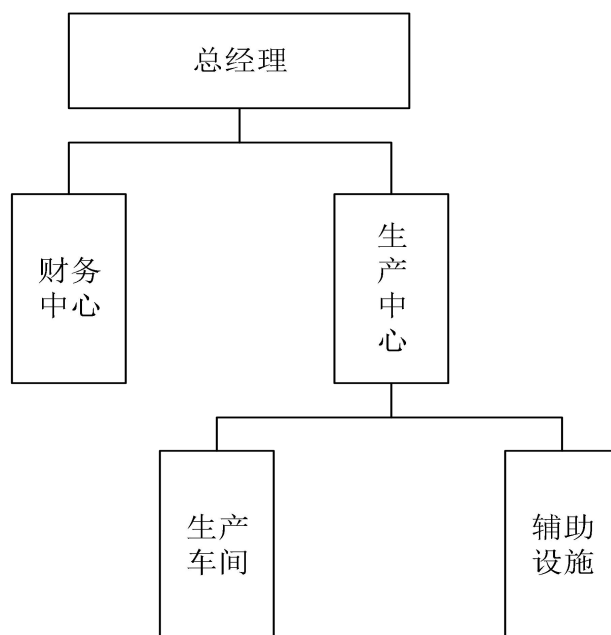 总经理
财务
中心
生
产
中
心
生产
车间
辅助
设施